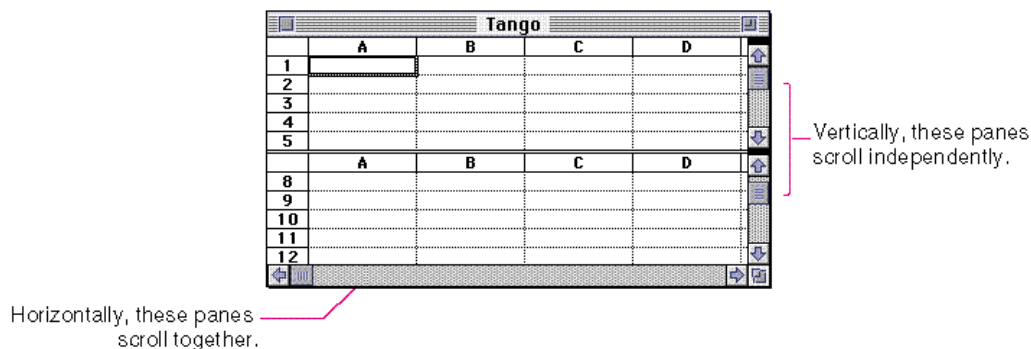 Tango
A B C D
1
2
3
4
5
A B C D
8
9
10
11
12
Vertically, these panes
scroll independently.
Horizontally, these panes
scroll together.